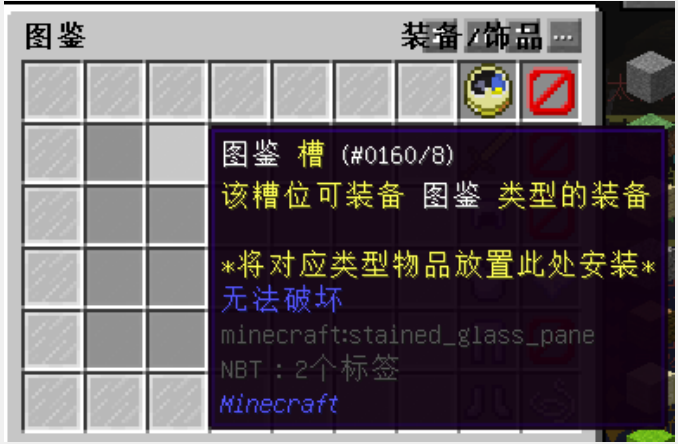 图鉴
装备/饰品 ...
图鉴 槽 (#0160/8)
该槽位可装备 图鉴 类型的装备
*将对应类型物品放置此处安装*
无法破坏
minecraft:stained_glass_pane
NBT：2个标签
Minecraft